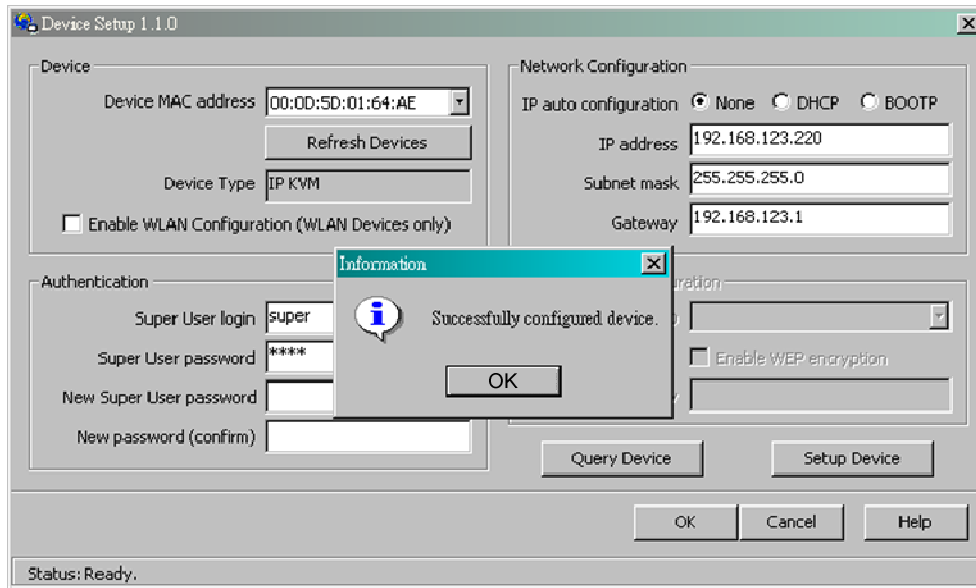 Device Setup 1.1.0
Device
Device MAC address 00:0D:5D:01:64:AE
Refresh Devices
Device Type IP KVM
Enable WLAN Configuration (WLAN Devices only)
Network Configuration
IP auto configuration None DHCP BOOTP
IP address 192.168.123.220
Subnet mask 255.255.255.0
Gateway 192.168.123.1
Authentication
Super User login super
Super User password ****
New Super User password
New password (confirm)
Information
Successfully configured device.
OK
Enable WEP encryption
Query Device
Setup Device
OK
Cancel
Help
Status: Ready.